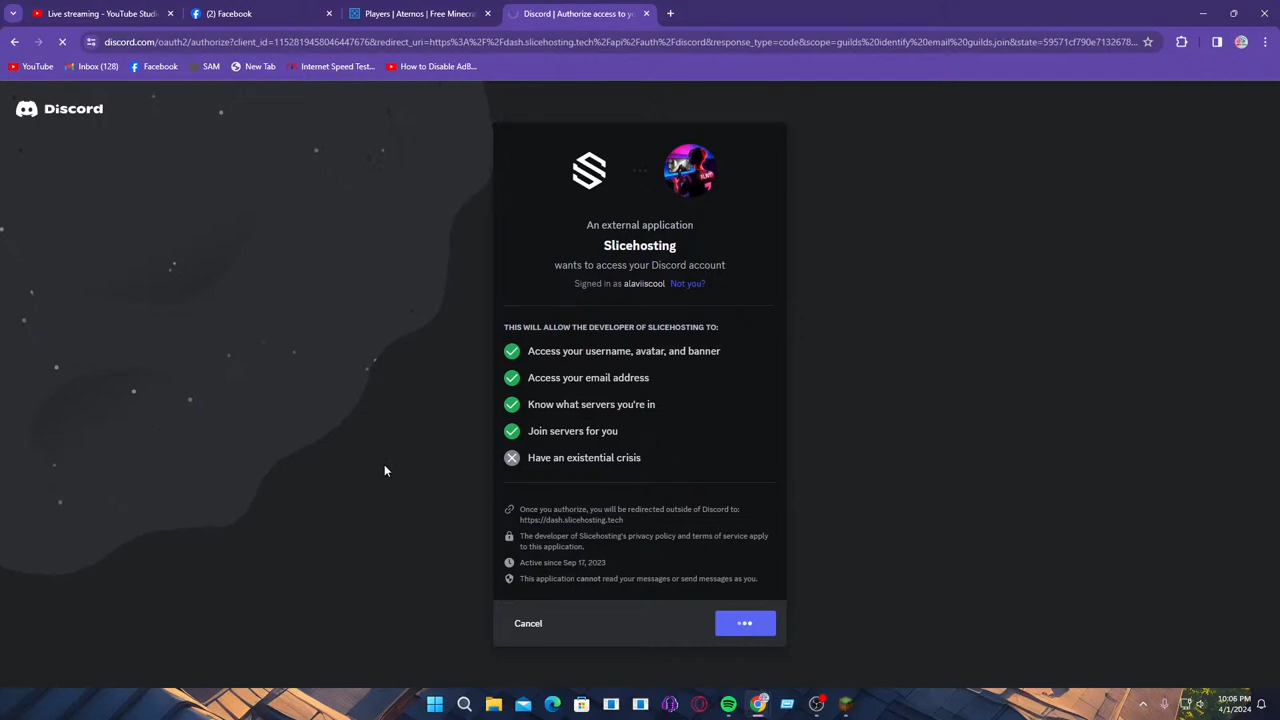 Live streaming - YouTube Studi
(2) Facebook
Players | Aternos | Free Minecra
Discord | Authorize access to yo
discord.com/oauth2/authorize?client_id=1152819458046447676&redirect_uri=https%3A%2F%2Fdash.slicehosting.tech%2Fapi%2Fauth%2Fdiscord&response_type=code&scope=guilds%20identify%20email%20guilds.join&state=59571cf790e7132678...
YouTube
Inbox (128)
Facebook
SAM
New Tab
Internet Speed Test...
How to Disable Ad8...
Discord
An external application
Slicehosting
wants to access your Discord account
Signed in as alaviiscool Not you?
THIS WILL ALLOW THE DEVELOPER OF SLICEHOSTING TO:
Access your username, avatar, and banner
Access your email address
Know what servers you're in
Join servers for you
Have an existential crisis
Once you authorize, you will be redirected outside of Discord to:
https://dash.slicehosting.tech
The developer of Slicehosting's privacy policy and terms of service apply
to this application.
Active since Sep 17, 2023
This application cannot read your messages or send messages as you.
Cancel
10:05 PM
4/1/2024